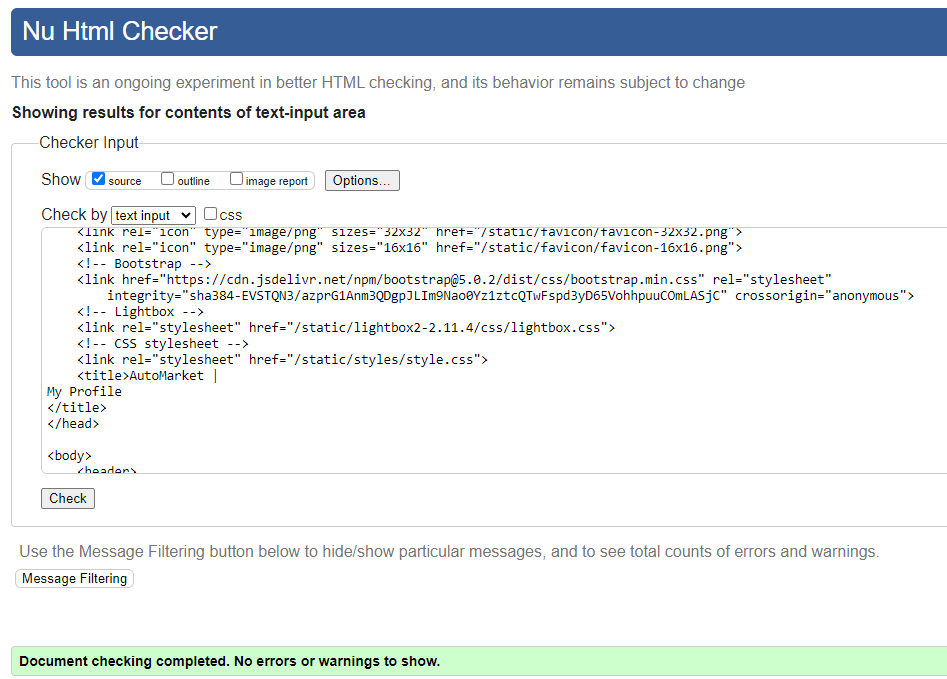 Nu Html Checker
This tool is an ongoing experiment in better HTML checking, and its behavior remains subject to change
Showing results for contents of text-input area
Checker Input
Show source outline image report Options...
Check by text input css
<link rel="icon" type="image/png" sizes="32x32" href="/static/favicon/favicon-32x32.png">
<link rel="icon" type="image/png" sizes="16x16" href="/static/favicon/favicon-16x16.png">
<!-- Bootstrap -->
<link href="https://cdn.jsdelivr.net/npm/bootstrap@5.0.2/dist/css/bootstrap.min.css" rel="stylesheet"
integrity="sha384-EVSTQN3/azprG1Anm3QDgpJLIm9Nao0Yz1ztcQTwFspd3yD65VohhpuuCOmLASjC" crossorigin="anonymous">
<!-- Lightbox -->
<link rel="stylesheet" href="/static/lightbox2-2.11.4/css/lightbox.css">
<!-- CSS stylesheet -->
<link rel="stylesheet" href="/static/styles/style.css">
<title>AutoMarket |
My Profile
</title>
</head>
<body>
<header>
Check
Use the Message Filtering button below to hide/show particular messages, and to see total counts of errors and warnings.
Message Filtering
Document checking completed. No errors or warnings to show.